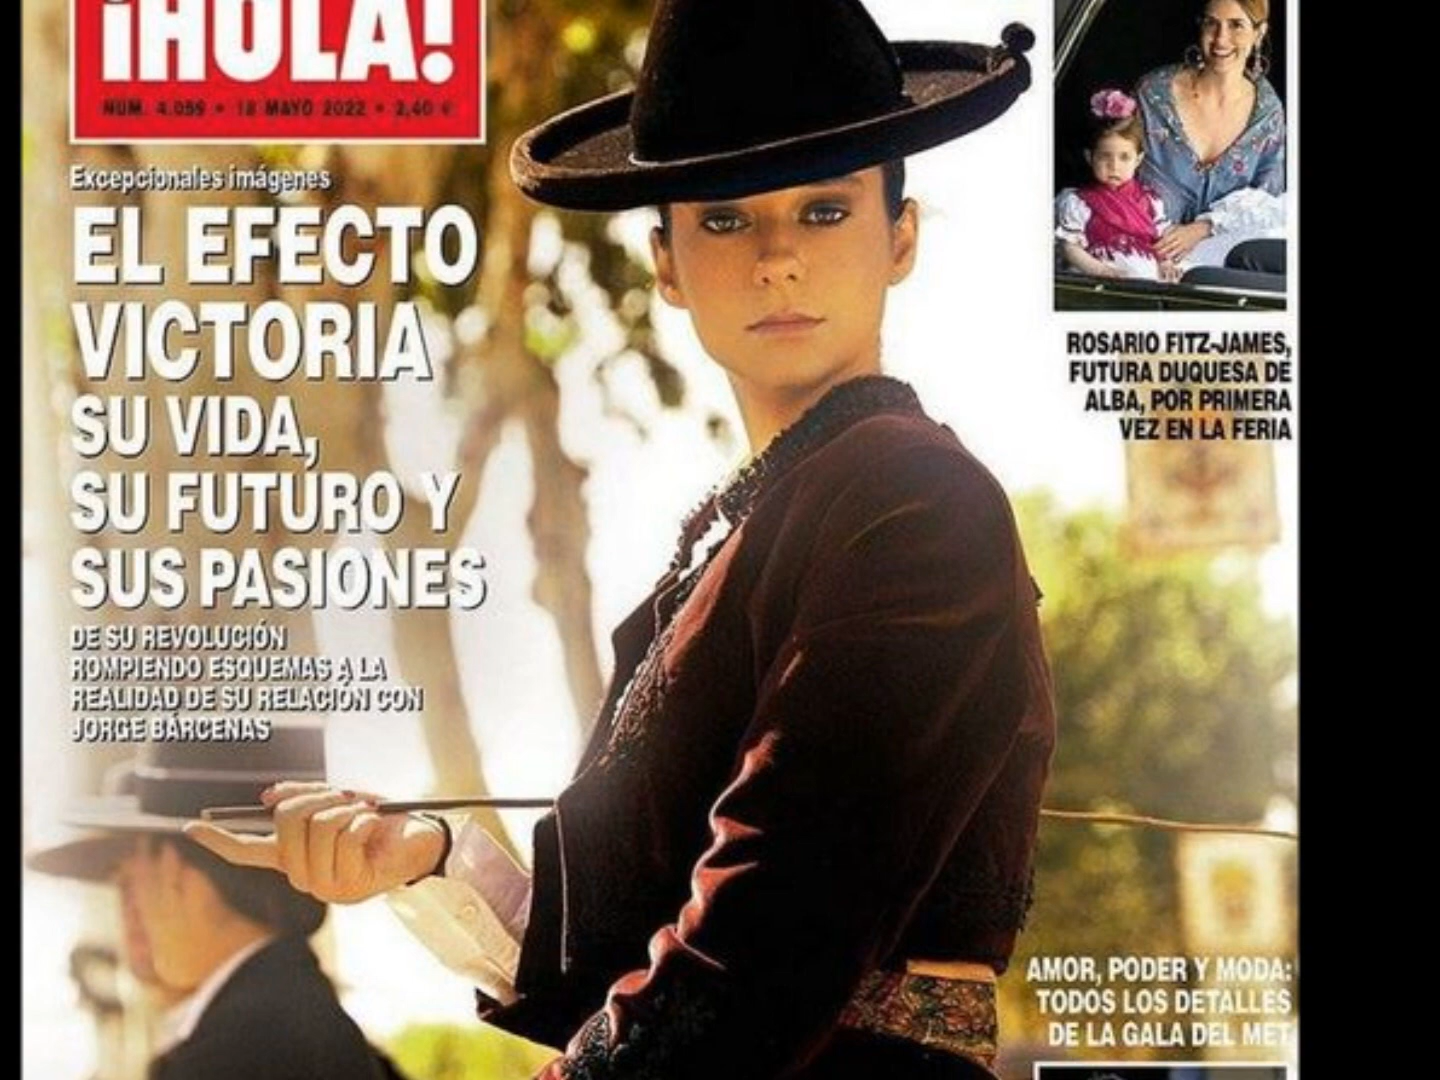 ¡HOLA!
NUM. 4.059 • 18 MAYO 2022 • 2,40 €
Excepcionales imágenes
EL EFECTO
VICTORIA
SU VIDA,
SU FUTURO Y
SUS PASIONES
DE SU REVOLUCIÓN
ROMPIENDO ESQUEMAS A LA
REALIDAD DE SU RELACIÓN CON
JORGE BÁRCENAS
ROSARIO FITZ-JAMES,
FUTURA DUQUESA DE
ALBA, POR PRIMERA
VEZ EN LA FERIA
AMOR, PODER Y MODA:
TODOS LOS DETALLES
DE LA GALA DEL MET